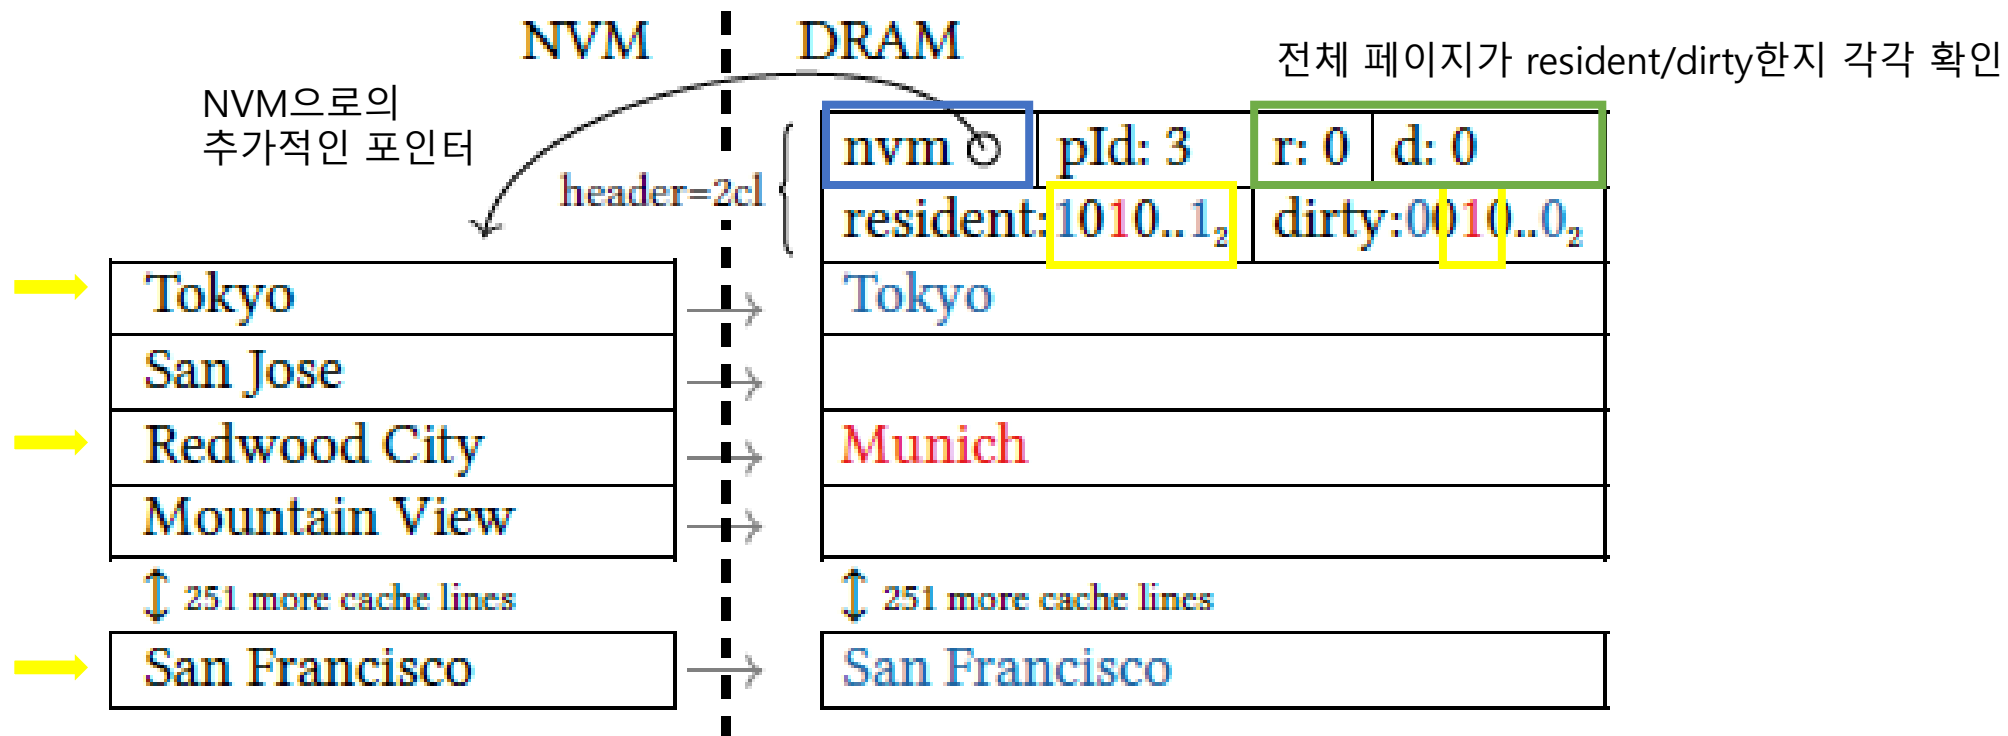 NVM
DRAM
전체 페이지가 resident/dirty한지 각각 확인
NVM으로의
추가적인 포인터
nvm
pId: 3
r: 0
d: 0
header=2cl
resident:1010..1₂
dirty:0010..0₂
Tokyo
Tokyo
San Jose
Redwood City
Munich
Mountain View
251 more cache lines
251 more cache lines
San Francisco
San Francisco